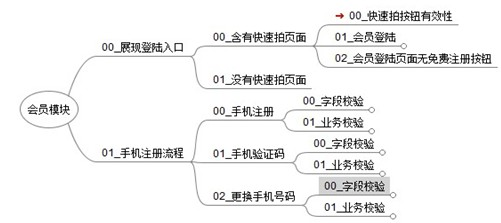 会员模块
00_展现登陆入口
00_含有快速拍页面
00_快速拍按钮有效性
01_会员登陆
02_会员登陆页面无免费注册按钮
01_没有快速拍页面
01_手机注册流程
00_手机注册
00_字段校验
01_业务校验
01_手机验证码
00_字段校验
01_业务校验
02_更换手机号码
00_字段校验
01_业务校验